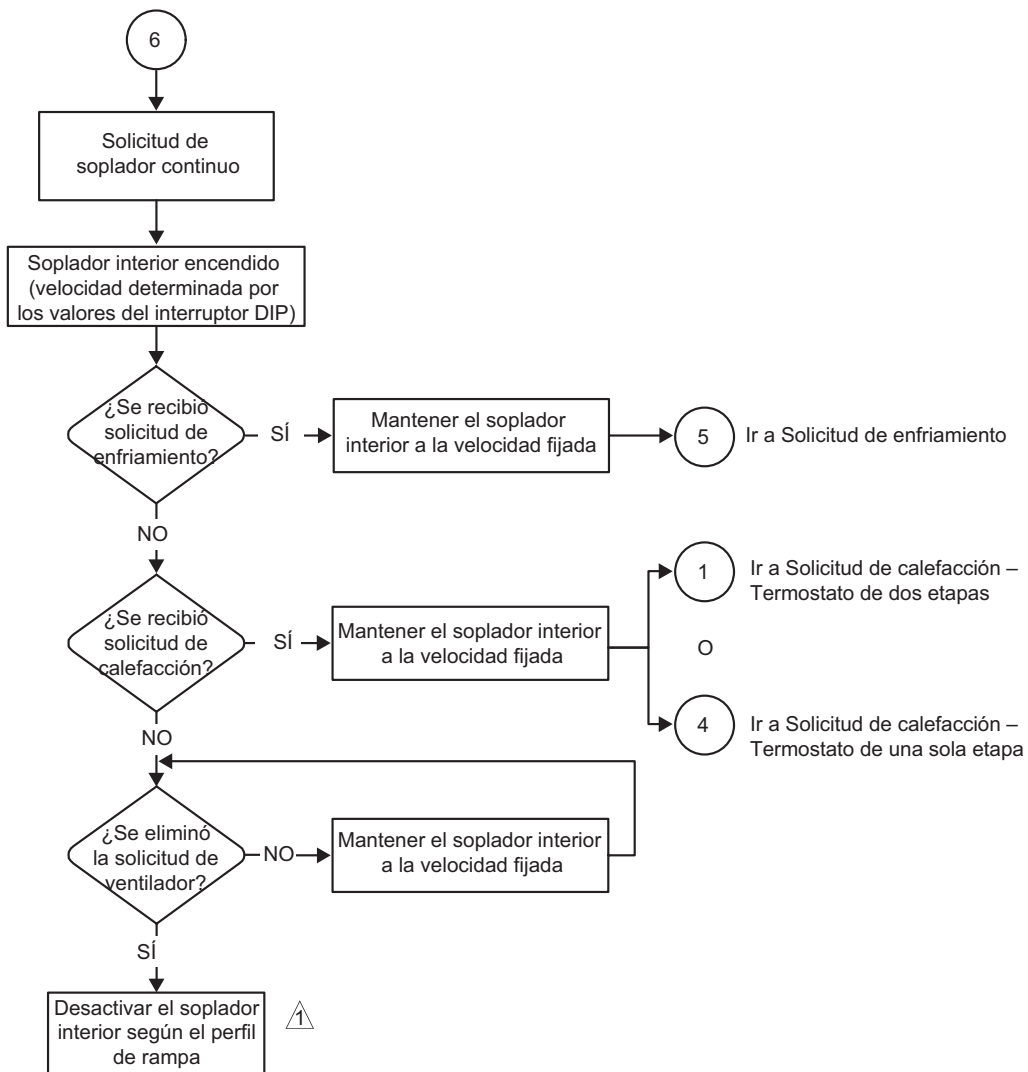 6
Solicitud de
soplador continuo
Soplador interior encendido
(velocidad determinada por
los valores del interruptor DIP)
¿Se recibió
solicitud de
enfriamiento?
SÍ
Mantener el soplador
interior a la velocidad fijada
5
Ir a Solicitud de enfriamiento
NO
¿Se recibió
solicitud de
calefacción?
SÍ
Mantener el soplador interior
a la velocidad fijada
1
Ir a Solicitud de calefacción –
Termostato de dos etapas
O
4
Ir a Solicitud de calefacción –
Termostato de una sola etapa
NO
¿Se eliminó
la solicitud de
ventilador?
NO
Mantener el soplador interior
a la velocidad fijada
SÍ
Desactivar el soplador
interior según el perfil
de rampa
1